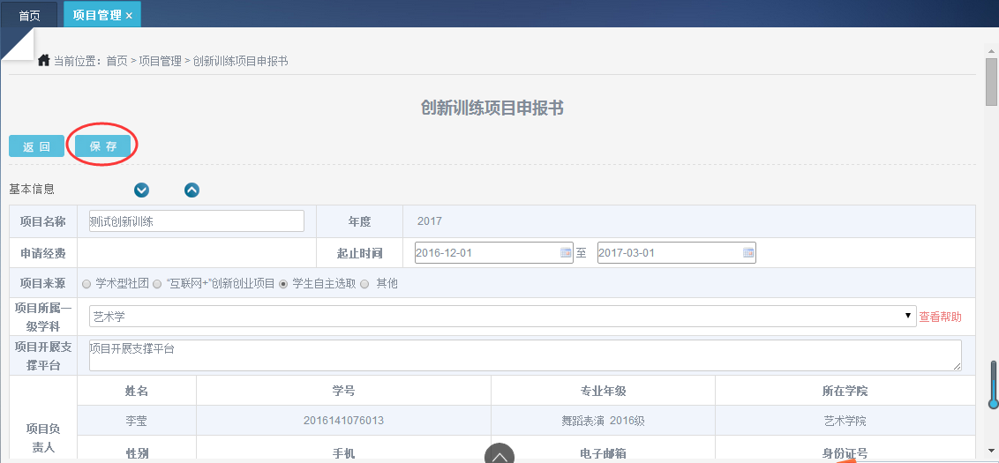 首页 项目管理 ×
当前位置: 首页 > 项目管理 > 创新训练项目申报书
创新训练项目申报书
返 回 保 存
基本信息
项目名称 测试创新训练 年度 2017
申请经费 起止时间 2016-12-01 至 2017-03-01
项目来源 学术型社团 "互联网+"创新创业项目 学生自主选取 其他
项目所属一
级学科 艺术学 查看帮助
项目开展支
撑平台 项目开展支撑平台
姓名 学号 专业年级 所在学院
李莹 2016141076013 舞蹈表演 2016级 艺术学院
项目负
责人
性别 手机 电子邮箱 身份证号